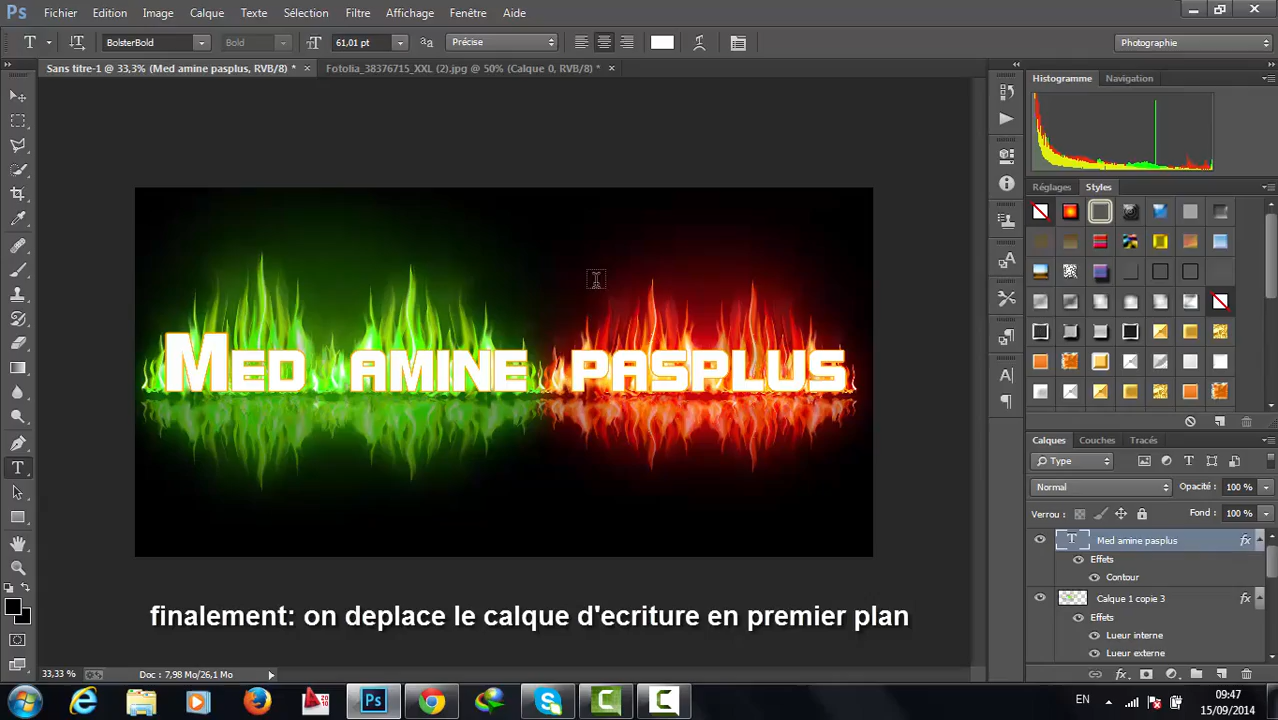 Ps Fichier Edition Image Calque Texte Sélection Filtre Affichage Fenêtre Aide
T BolsterBold Bold 61,01 pt aa Précise Photographie
Sans titre-1 @ 33,3% (Med amine pasplus, RVB/8) * × Fotolia_38376715_XXL (2).jpg @ 50% (Calque 0, RVB/8) * ×
Histogramme Navigation
Réglages Styles
Med amine pasplus
Calques Couches Tracés
Type
Normal Opacité : 100 %
Verrou : Fond : 100 %
T Med amine pasplus fx
Effets
Contour
Calque 1 copie 3 fx
Effets
Lueur interne
Lueur externe
finalement: on deplace le calque d'ecriture en premier plan
33,33 % Doc : 7,98 Mo/26,1 Mo
EN 09:47
15/09/2014